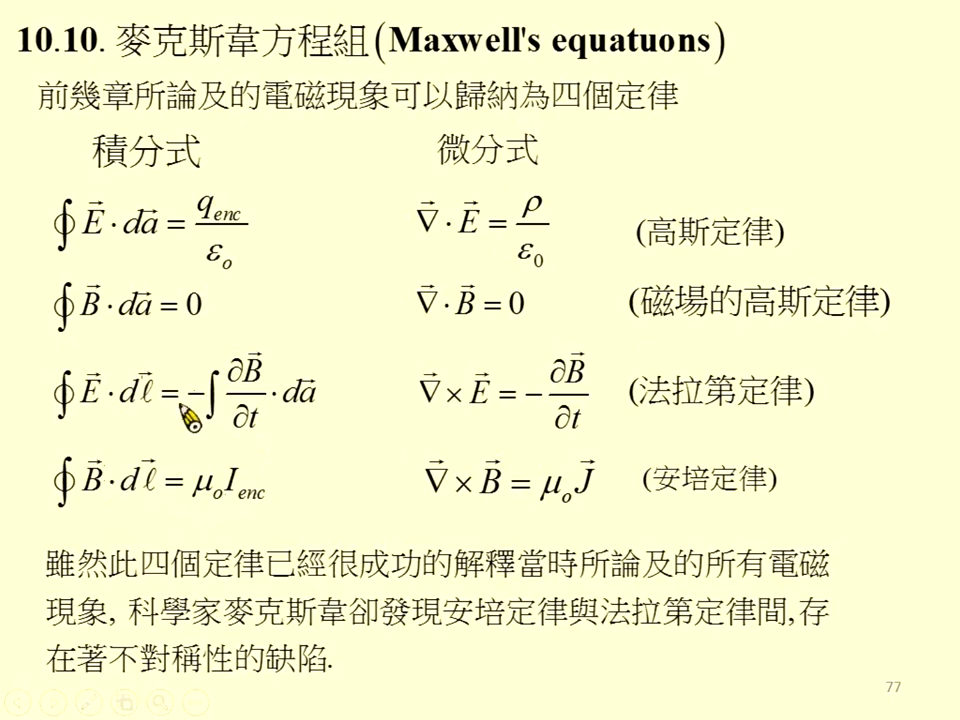 10.10. 麥克斯韋方程組(Maxwell's equatuons)
前幾章所論及的電磁現象可以歸納為四個定律
積分式 微分式
∮E⃗·da⃗ = q_enc/ε_o ∇⃗·E⃗ = ρ/ε_0 (高斯定律)
∮B⃗·da⃗ = 0 ∇⃗·B⃗ = 0 (磁場的高斯定律)
∮E⃗·dℓ⃗ = −∫∂B⃗/∂t·da⃗ ∇⃗×E⃗ = −∂B⃗/∂t (法拉第定律)
∮B⃗·dℓ⃗ = μ_o I_enc ∇⃗×B⃗ = μ_o J⃗ (安培定律)
雖然此四個定律已經很成功的解釋當時所論及的所有電磁
現象, 科學家麥克斯韋卻發現安培定律與法拉第定律間,存
在著不對稱性的缺陷.
77